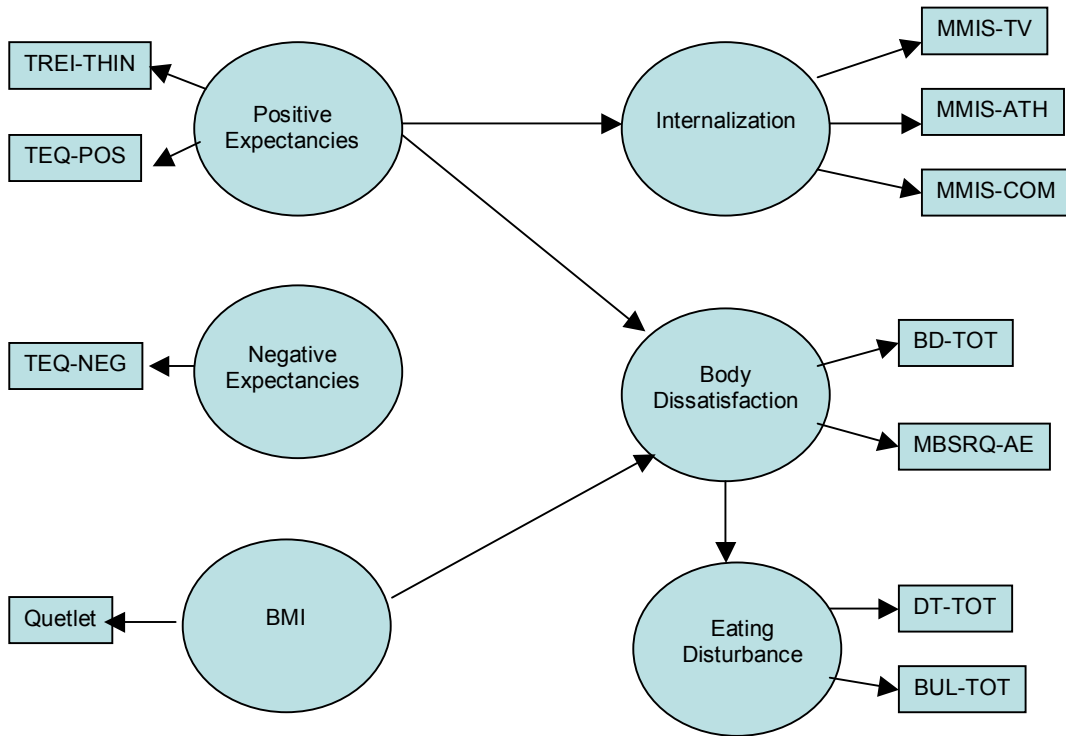 TREI-THIN
TEQ-POS
Positive
Expectancies
Internalization
MMIS-TV
MMIS-ATH
MMIS-COM
TEQ-NEG
Negative
Expectancies
Body
Dissatisfaction
BD-TOT
MBSRQ-AE
Quetlet
BMI
Eating
Disturbance
DT-TOT
BUL-TOT